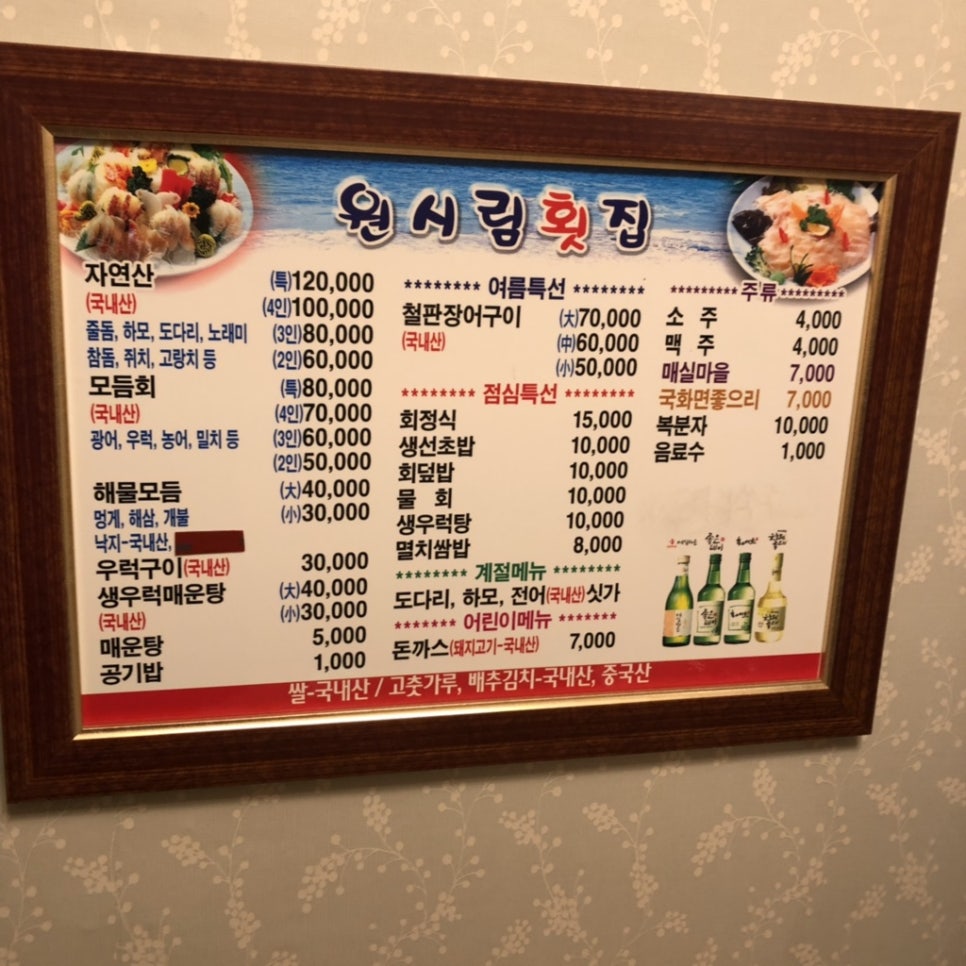 원시림횟집
자연산 (특)120,000
(국내산) (4인)100,000
줄돔, 하모, 도다리, 노래미 (3인)80,000
참돔, 쥐치, 고랑치 등 (2인)60,000
모듬회 (특)80,000
(국내산) (4인)70,000
광어, 우럭, 농어, 밀치 등 (3인)60,000
(2인)50,000
해물모듬 (大)40,000
멍게, 해삼, 개불 (小)30,000
낙지-국내산,
우럭구이(국내산) 30,000
생우럭매운탕 (大)40,000
(국내산) (小)30,000
매운탕 5,000
공기밥 1,000
******** 여름특선 ********
철판장어구이 (大)70,000
(국내산) (中)60,000
(小)50,000
******** 점심특선 ********
회정식 15,000
생선초밥 10,000
회덮밥 10,000
물 회 10,000
생우럭탕 10,000
멸치쌈밥 8,000
******** 계절메뉴 ********
도다리, 하모, 전어(국내산)싯가
******* 어린이메뉴 *******
돈까스(돼지고기-국내산) 7,000
********* 주류 *********
소 주 4,000
맥 주 4,000
매실마을 7,000
국화면좋으리 7,000
복분자 10,000
음료수 1,000
쌀-국내산 / 고춧가루, 배추김치-국내산, 중국산